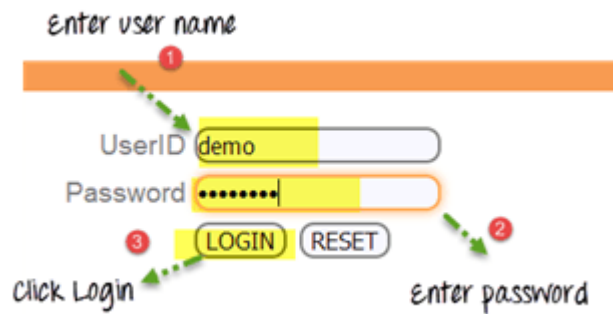 Enter user name
1
UserID demo
Password ••••••••
2
3 LOGIN RESET
Click Login
Enter password